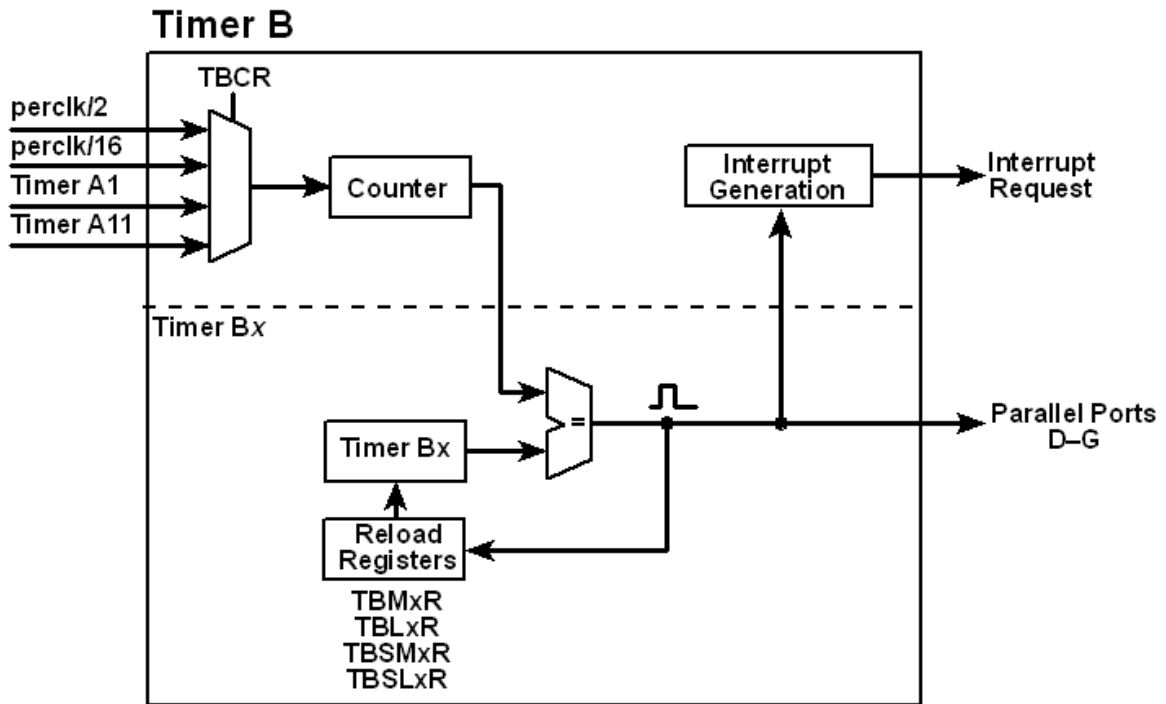 Timer B
TBCR
perclk/2
perclk/16
Timer A1
Timer A11
Counter
Interrupt
Generation
Interrupt
Request
Timer Bx
=
Timer Bx
Parallel Ports
D–G
Reload
Registers
TBMxR
TBLxR
TBSMxR
TBSLxR